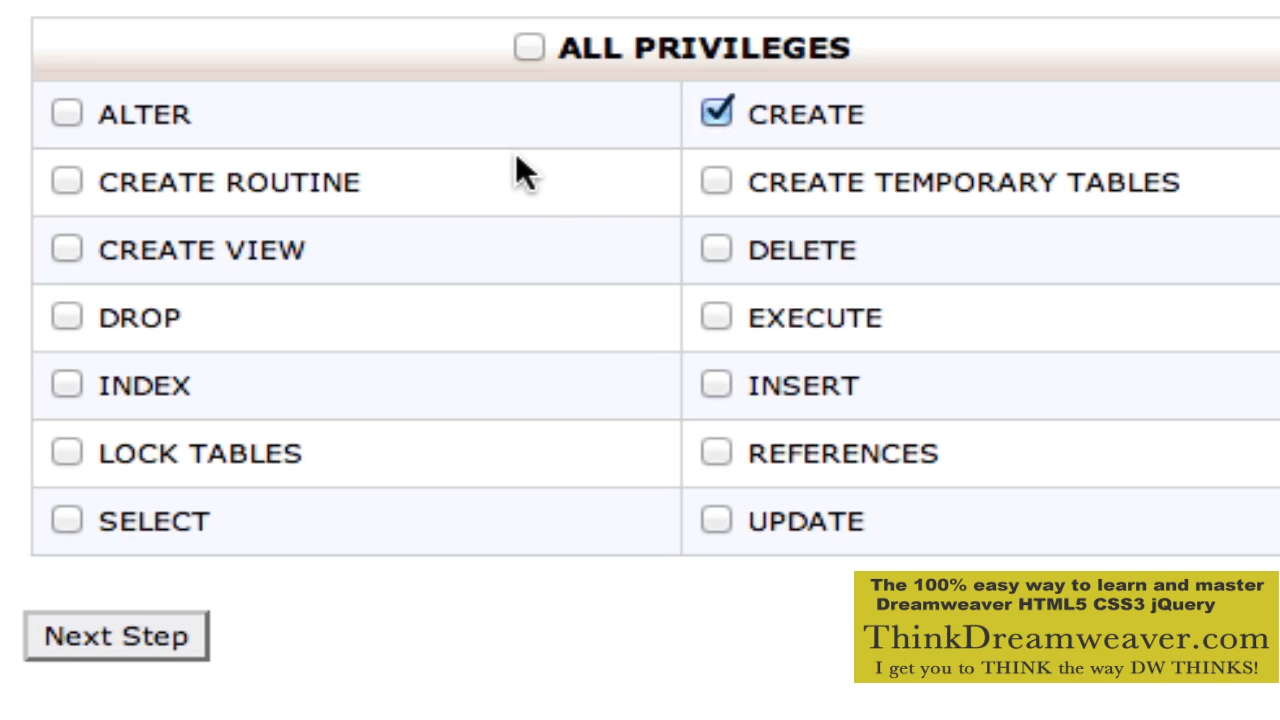 ALL PRIVILEGES
ALTER
CREATE
CREATE ROUTINE
CREATE TEMPORARY TABLES
CREATE VIEW
DELETE
DROP
EXECUTE
INDEX
INSERT
LOCK TABLES
REFERENCES
SELECT
UPDATE
Next Step
The 100% easy way to learn and master
Dreamweaver HTML5 CSS3 jQuery
ThinkDreamweaver.com
I get you to THINK the way DW THINKS!